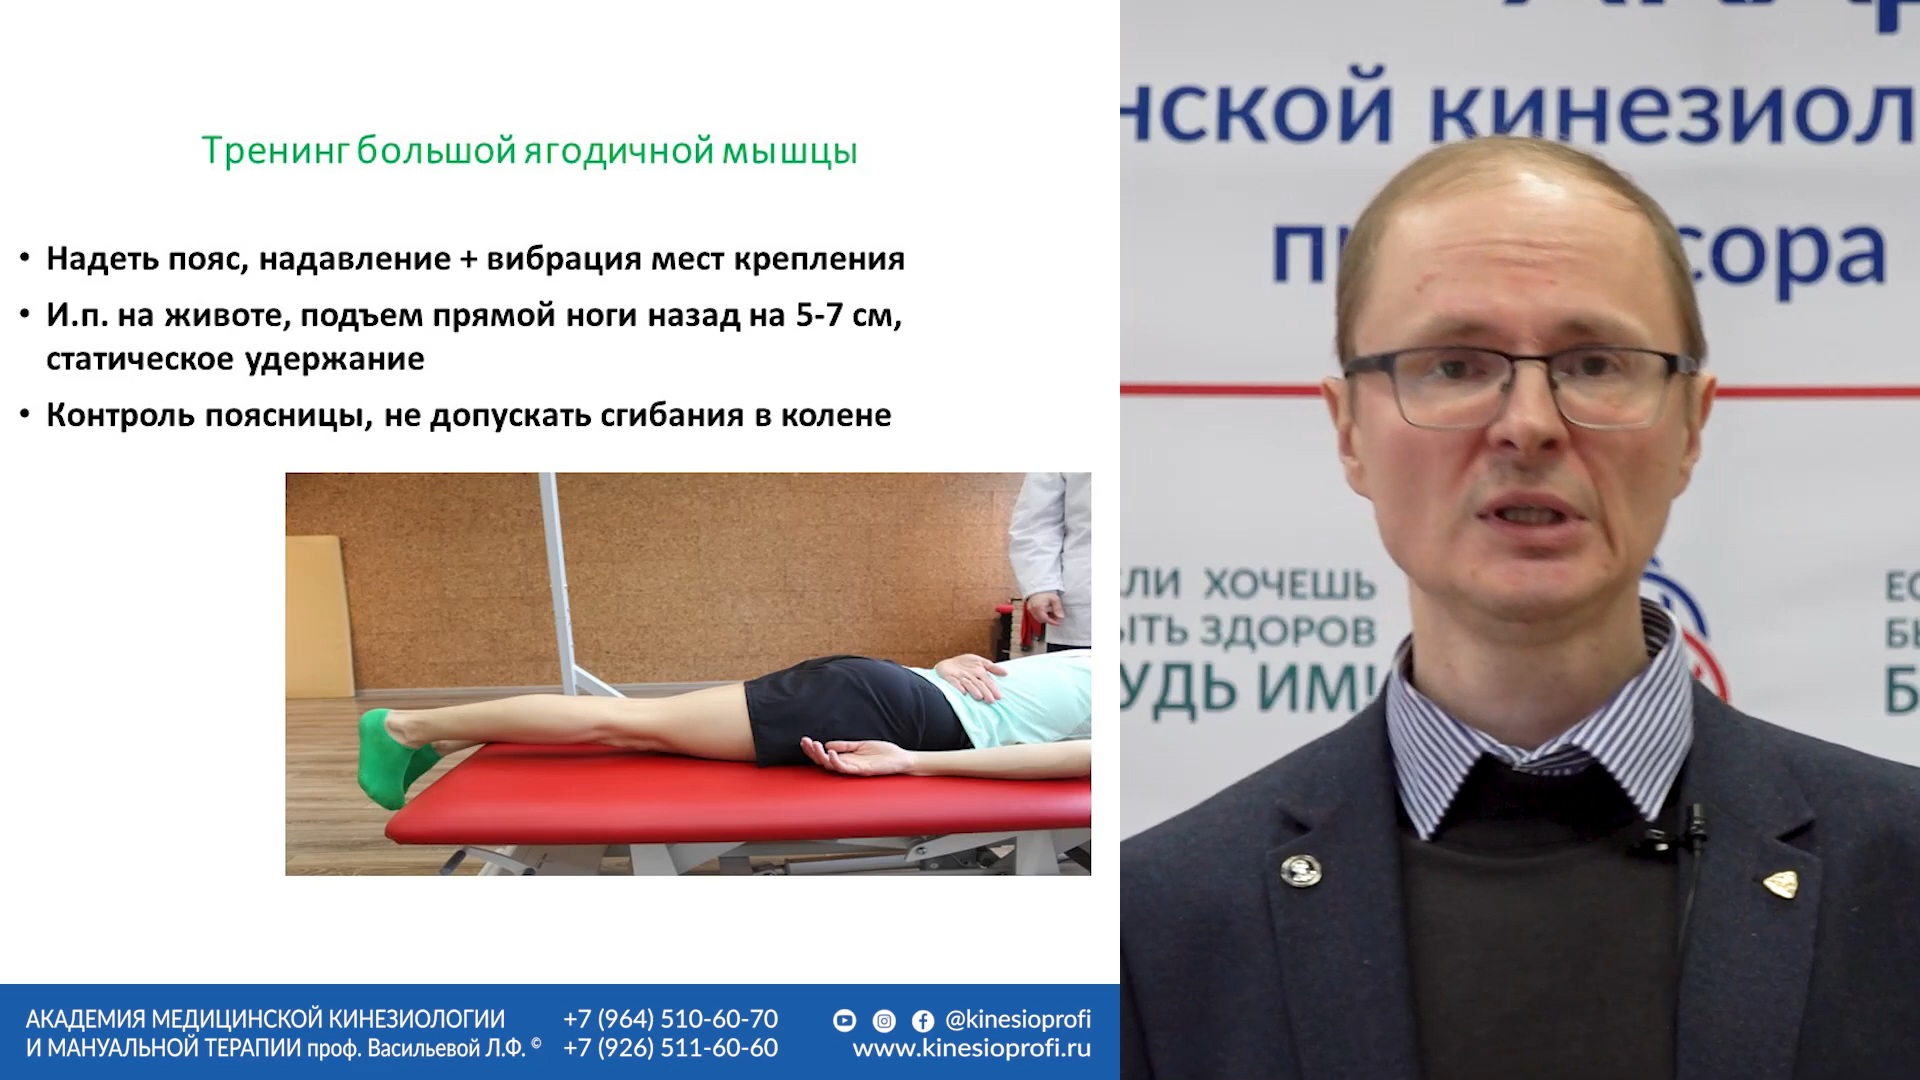 Тренинг большой ягодичной мышцы
• Надеть пояс, надавление + вибрация мест крепления
• И.п. на животе, подъем прямой ноги назад на 5-7 см,
статическое удержание
• Контроль поясницы, не допускать сгибания в колене
АКАДЕМИЯ МЕДИЦИНСКОЙ КИНЕЗИОЛОГИИ
И МАНУАЛЬНОЙ ТЕРАПИИ проф. Васильевой Л.Ф. ©
+7 (964) 510-60-70
+7 (926) 511-60-60
@kinesioprofi
www.kinesioprofi.ru
нской кинезиол
сора
ЛИ ХОЧЕШЬ
ЫТЬ ЗДОРОВ
УДЬ ИМ!